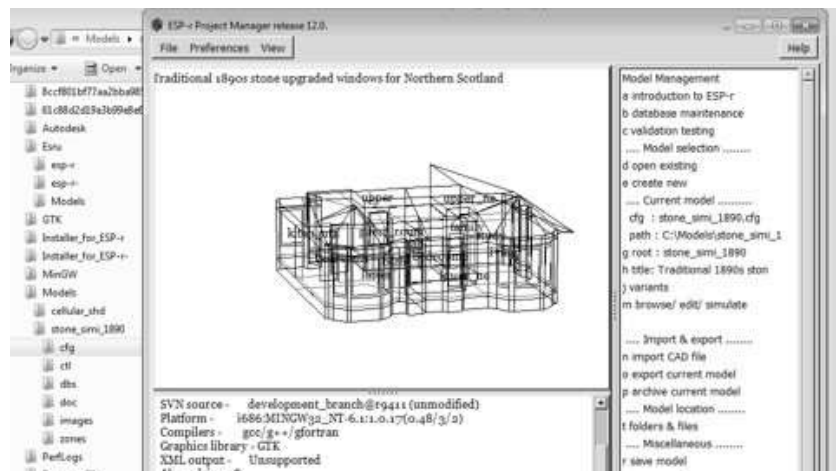 Models
ESP-r Project Manager release 12.0.
File Preferences View
Help
Organize
Open
8ccf801bf77aa2bba98
Autodesk
Esru
esp-r
esp-r-
Models
GTK
Installer_for_ESP-r
Installer_for_ESP-r-
MinGW
Models
cellular_shd
stone_simi_1890
cfg
ctl
dbs
doc
images
zones
PerfLogs
Traditional 1890s stone upgraded windows for Northern Scotland
upper
family
SVN source - development_branch@r9411 (unmodified)
Platform - i686:MINGW32_NT-6.1:1.0.17(0.48/3/2)
Compilers - gcc/g++/gfortran
Graphics library - GTK
XML output - Unsupported
Model Management
a introduction to ESP-r
b database maintenance
c validation testing
.... Model selection ........
d open existing
e create new
.... Current model ..........
cfg : stone_simi_1890.cfg
path : C:\Models\stone_simi_1
g root : stone_simi_1890
h title: Traditional 1890s ston
j variants
m browse/ edit/ simulate
.... Import & export ........
n import CAD file
o export current model
p archive current model
.... Model location ........
t folders & files
.... Miscellaneous ........
r save model